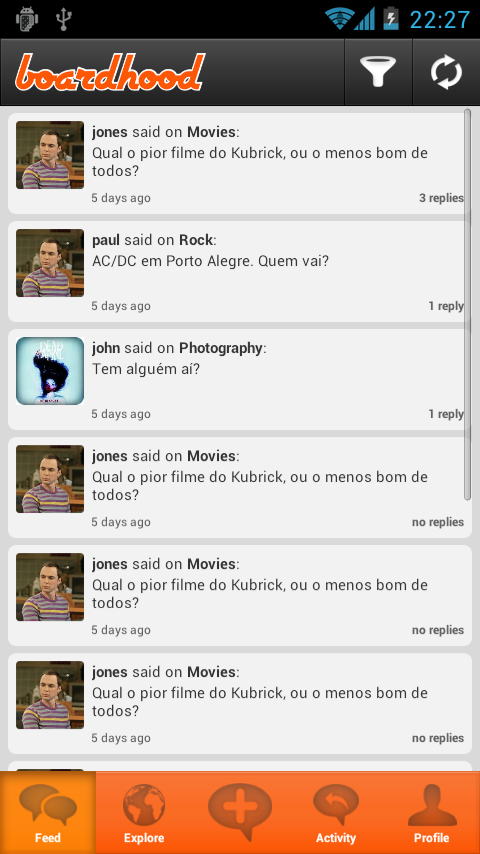 22:27
boardhood
jones said on Movies:
Qual o pior filme do Kubrick, ou o menos bom de
todos?
5 days ago 3 replies
paul said on Rock:
AC/DC em Porto Alegre. Quem vai?
5 days ago 1 reply
john said on Photography:
Tem alguém aí?
5 days ago 1 reply
jones said on Movies:
Qual o pior filme do Kubrick, ou o menos bom de
todos?
5 days ago no replies
jones said on Movies:
Qual o pior filme do Kubrick, ou o menos bom de
todos?
5 days ago no replies
jones said on Movies:
Qual o pior filme do Kubrick, ou o menos bom de
todos?
5 days ago no replies
Feed Explore Activity Profile